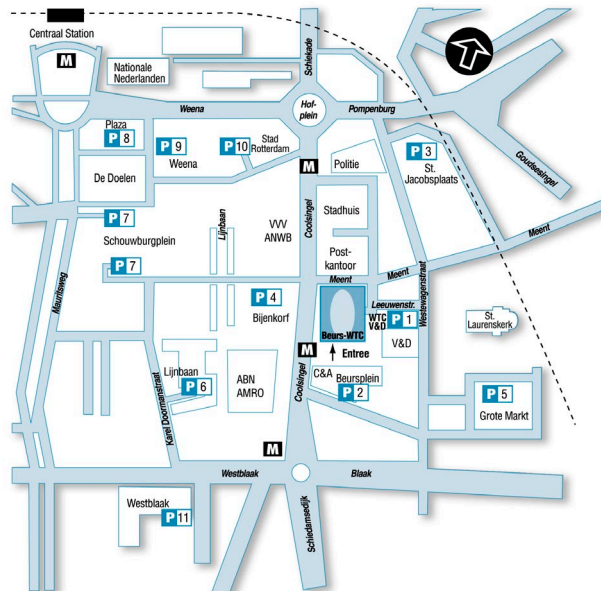 Centraal Station
M
Nationale
Nederlanden
Schiekade
Weena
Hof-
plein
Pompenburg
Plaza
P 8
P 9
Weena
P 10
Stad
Rotterdam
M
Politie
P 3
St.
Jacobsplaats
Goudsesingel
De Doelen
Stadhuis
P 7
Schouwburgplein
Lijnbaan
VVV
ANWB
Coolsingel
Post-
kantoor
Meent
Meent
Meent
P 7
Mauritsweg
P 4
Bijenkorf
Leeuwenstr.
Westewagenstraat
WTC
V&D
P 1
V&D
Beurs-WTC
Entree
St.
Laurenskerk
M
Coolsingel
C&A
Beursplein
P 2
Lijnbaan
P 6
ABN
AMRO
Karel Doormanstraat
P 5
Grote Markt
M
Westblaak
Blaak
Westblaak
P 11
Schiedamsedijk